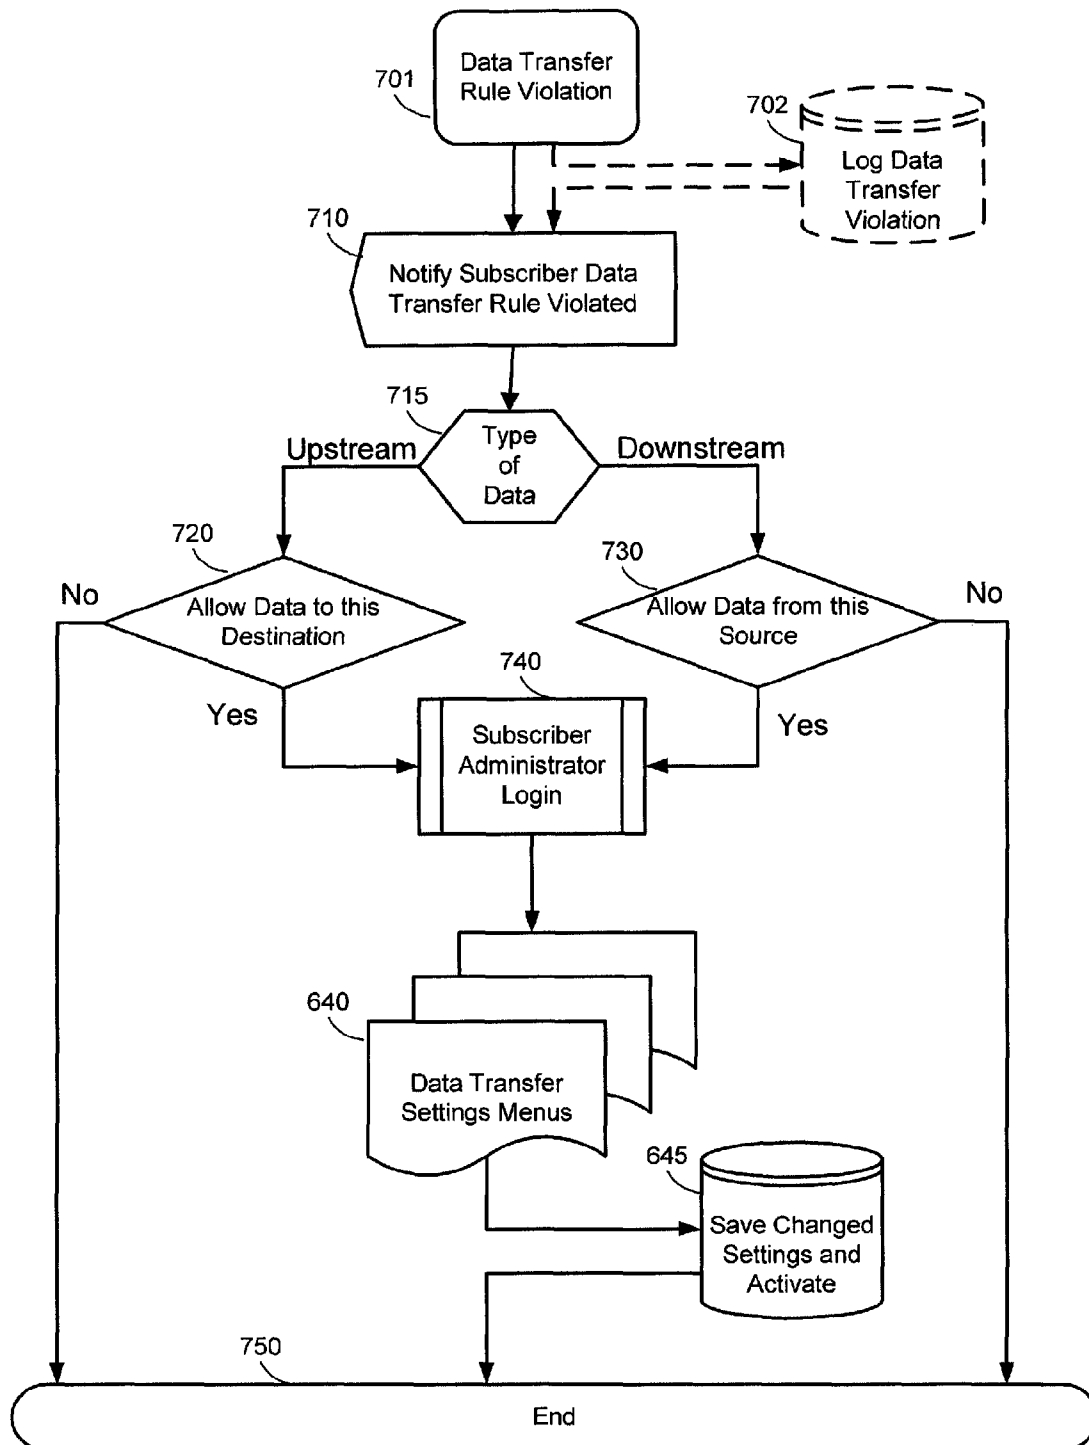 Data Transfer
Rule Violation
701
702
Log Data
Transfer
Violation
710
Notify Subscriber Data
Transfer Rule Violated
715
Type
of
Data
Upstream
Downstream
720
Allow Data to this
Destination
No
Yes
730
Allow Data from this
Source
No
Yes
740
Subscriber
Administrator
Login
640
Data Transfer
Settings Menus
645
Save Changed
Settings and
Activate
750
End